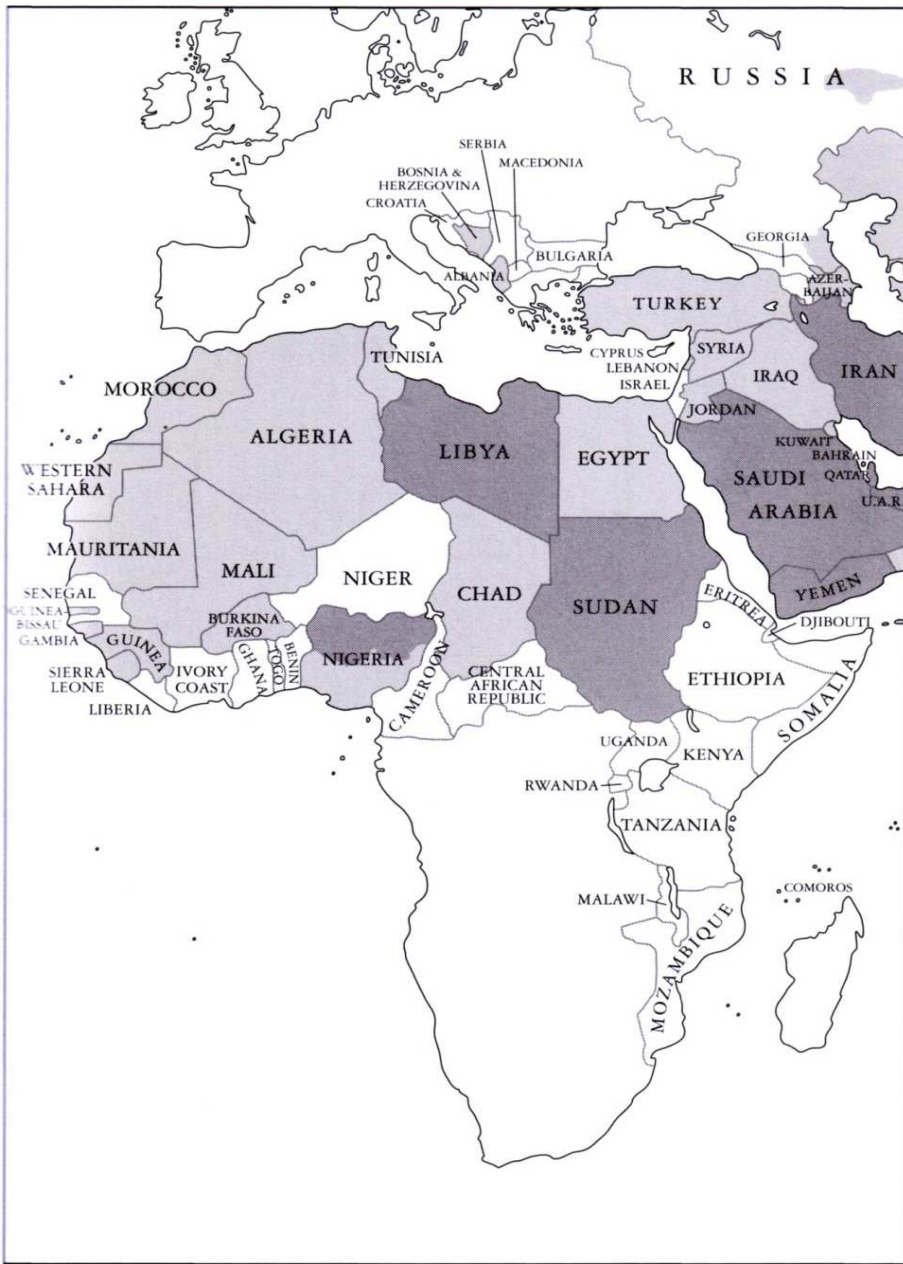 RUSSIA
SERBIA
MACEDONIA
BOSNIA &
HERZEGOVINA
CROATIA
BULGARIA
GEORGIA
ALBANIA
AZER-
BAIJAN
TURKEY
TUNISIA
CYPRUS
LEBANON
ISRAEL
SYRIA
IRAQ
IRAN
MOROCCO
JORDAN
ALGERIA
LIBYA
EGYPT
KUWAIT
BAHRAIN
QATAR
SAUDI
ARABIA
U.A.R
WESTERN
SAHARA
MAURITANIA
MALI
NIGER
CHAD
SUDAN
YEMEN
ERITREA
DJIBOUTI
SENEGAL
GUINEA
BISSAU
GAMBIA
GUINEA
BURKINA
FASO
SIERRA
LEONE
LIBERIA
IVORY
COAST
GHANA
TOGO
BENIN
NIGERIA
CAMEROON
CENTRAL
AFRICAN
REPUBLIC
ETHIOPIA
SOMALIA
UGANDA
KENYA
RWANDA
TANZANIA
MALAWI
COMOROS
MOZAMBIQUE